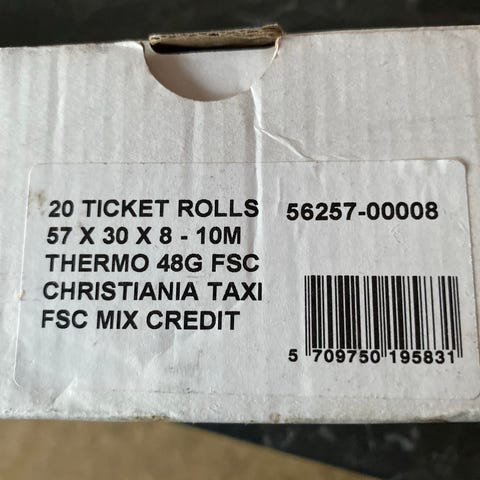 20 TICKET ROLLS 56257-00008
57 X 30 X 8 - 10M
THERMO 48G FSC
CHRISTIANIA TAXI
FSC MIX CREDIT
5 709750 195831